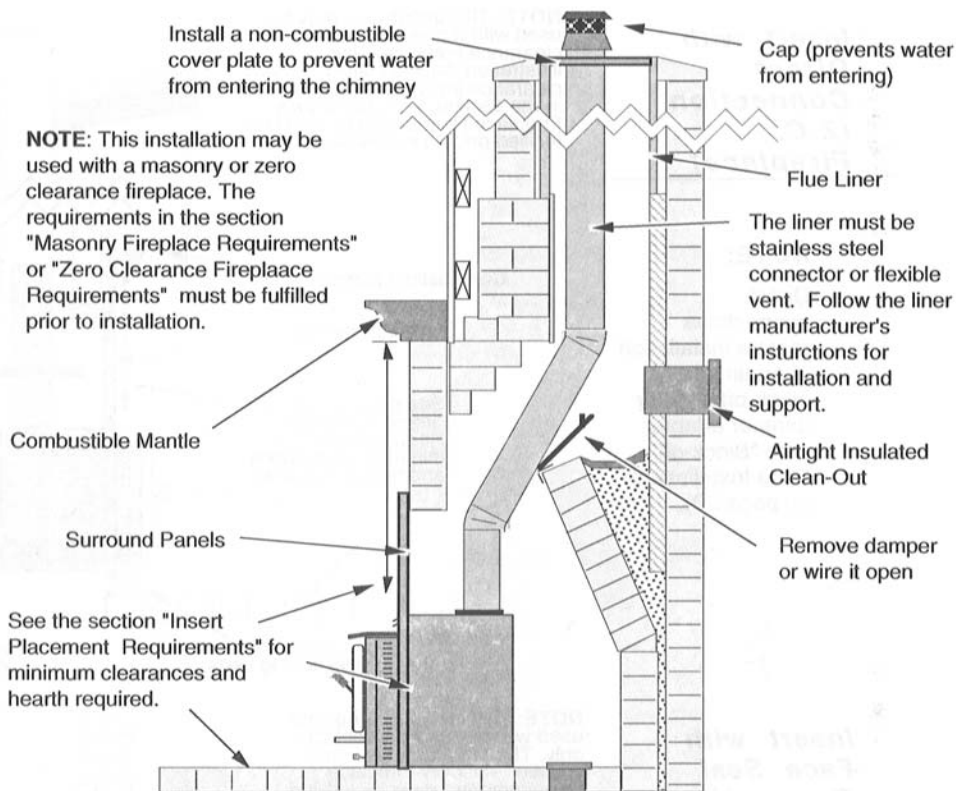 Install a non-combustible
cover plate to prevent water
from entering the chimney
Cap (prevents water
from entering)
NOTE: This installation may be
used with a masonry or zero
clearance fireplace. The
requirements in the section
"Masonry Fireplace Requirements"
or "Zero Clearance Fireplaace
Requirements" must be fulfilled
prior to installation.
Flue Liner
The liner must be
stainless steel
connector or flexible
vent. Follow the liner
manufacturer's
insturctions for
installation and
support.
Combustible Mantle
Airtight Insulated
Clean-Out
Surround Panels
Remove damper
or wire it open
See the section "Insert
Placement Requirements" for
minimum clearances and
hearth required.